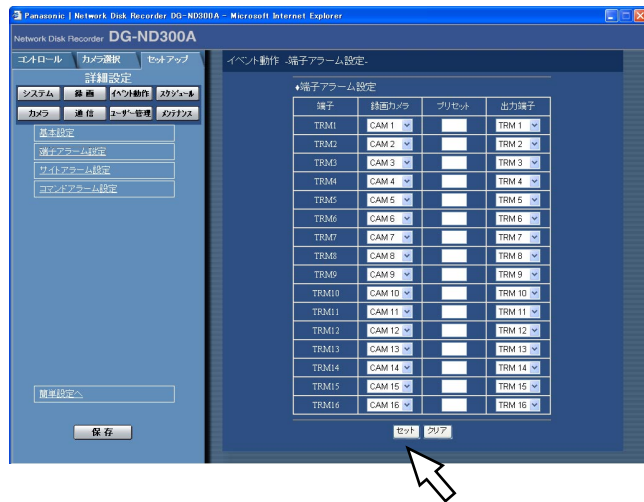 Panasonic | Network Disk Recorder DG-ND300A - Microsoft Internet Explorer
Network Disk Recorder DG-ND300A
コントロール カメラ選択 セットアップ
詳細設定
システム 録画 イベント動作 スケジュール
カメラ 通信 ユーザー管理 メンテナンス
基本設定
端子アラーム設定
サイトアラーム設定
コマンドアラーム設定
簡単設定へ
保存
イベント動作 -端子アラーム設定-
♦端子アラーム設定
端子 録画カメラ プリセット 出力端子
TRM1 CAM 1 TRM 1
TRM2 CAM 2 TRM 2
TRM3 CAM 3 TRM 3
TRM4 CAM 4 TRM 4
TRM5 CAM 5 TRM 5
TRM6 CAM 6 TRM 6
TRM7 CAM 7 TRM 7
TRM8 CAM 8 TRM 8
TRM9 CAM 9 TRM 9
TRM10 CAM 10 TRM 10
TRM11 CAM 11 TRM 11
TRM12 CAM 12 TRM 12
TRM13 CAM 13 TRM 13
TRM14 CAM 14 TRM 14
TRM15 CAM 15 TRM 15
TRM16 CAM 16 TRM 16
セット クリア